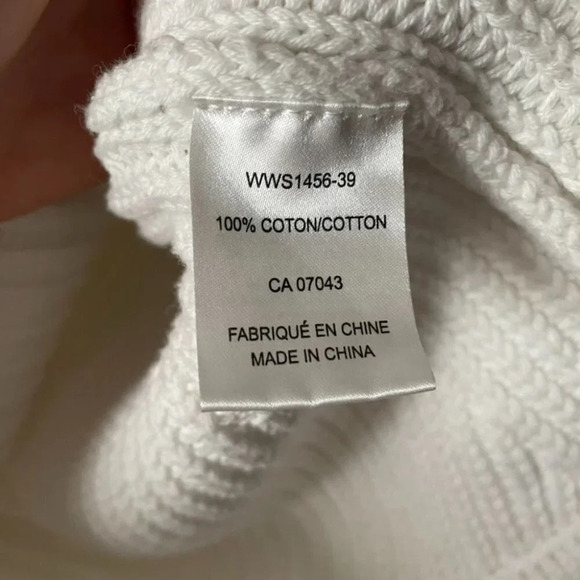 WWS1456-39
100% COTON/COTTON
CA 07043
FABRIQUÉ EN CHINE
MADE IN CHINA